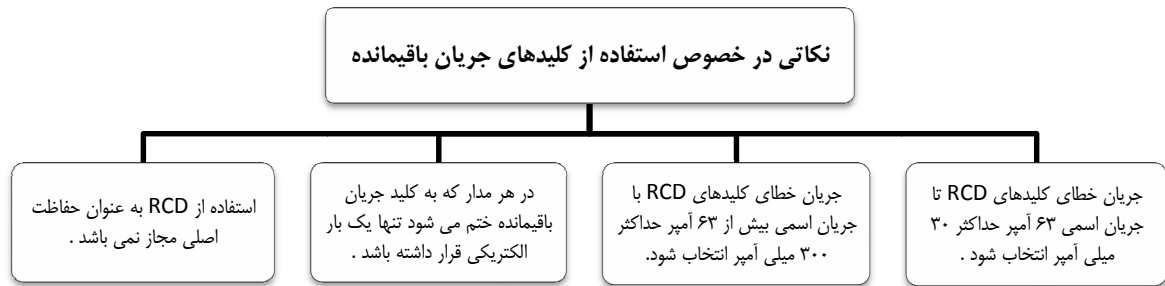 نکاتی در خصوص استفاده از کلیدهای جریان باقیمانده
جریان خطای کلیدهای RCD تا
جریان اسمی ۶۳ آمپر حداکثر ۳۰
میلی آمپر انتخاب شود .
جریان خطای کلیدهای RCD با
جریان اسمی بیش از ۶۳ آمپر حداکثر
۳۰۰ میلی آمپر انتخاب شود.
در هر مدار که به کلید جریان
باقیمانده ختم می شود تنها یک بار
الکتریکی قرار داشته باشد .
استفاده از RCD به عنوان حفاظت
اصلی مجاز نمی باشد .